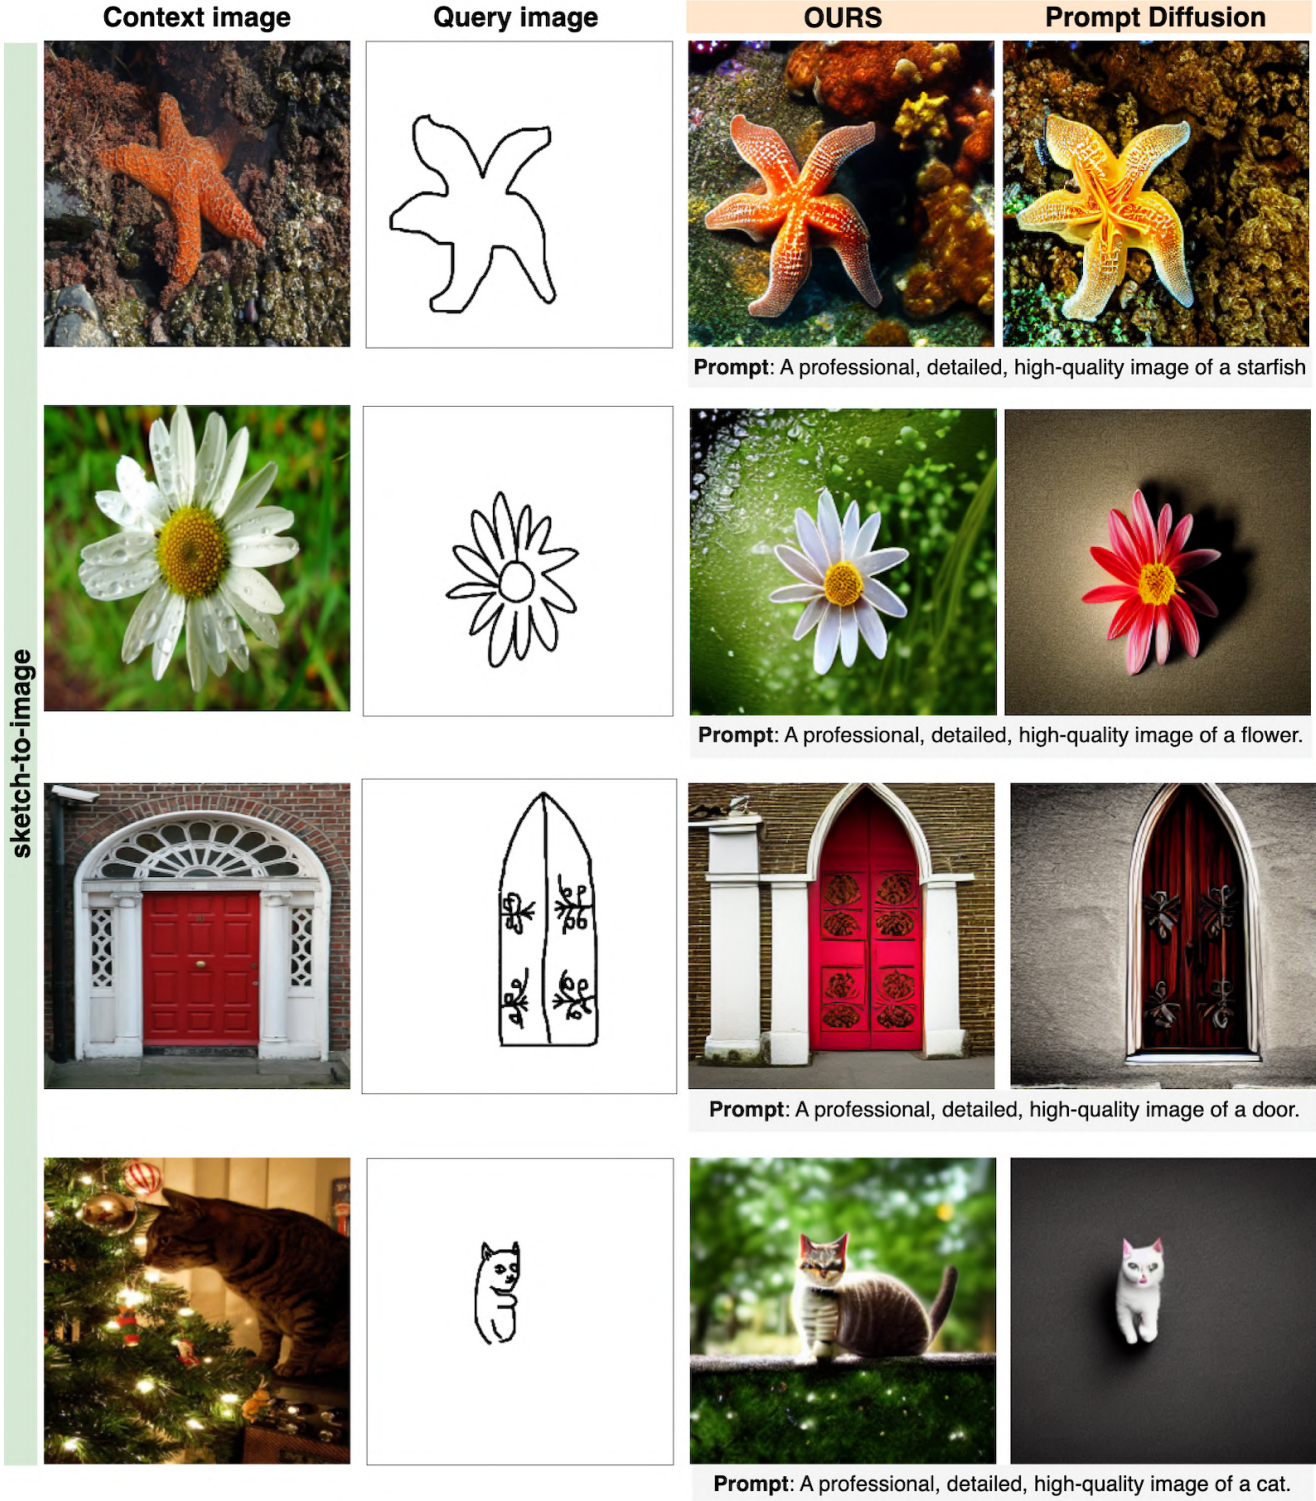 Context image
Query image
OURS
Prompt Diffusion
sketch-to-image
Prompt: A professional, detailed, high-quality image of a starfish
Prompt: A professional, detailed, high-quality image of a flower.
Prompt: A professional, detailed, high-quality image of a door.
Prompt: A professional, detailed, high-quality image of a cat.